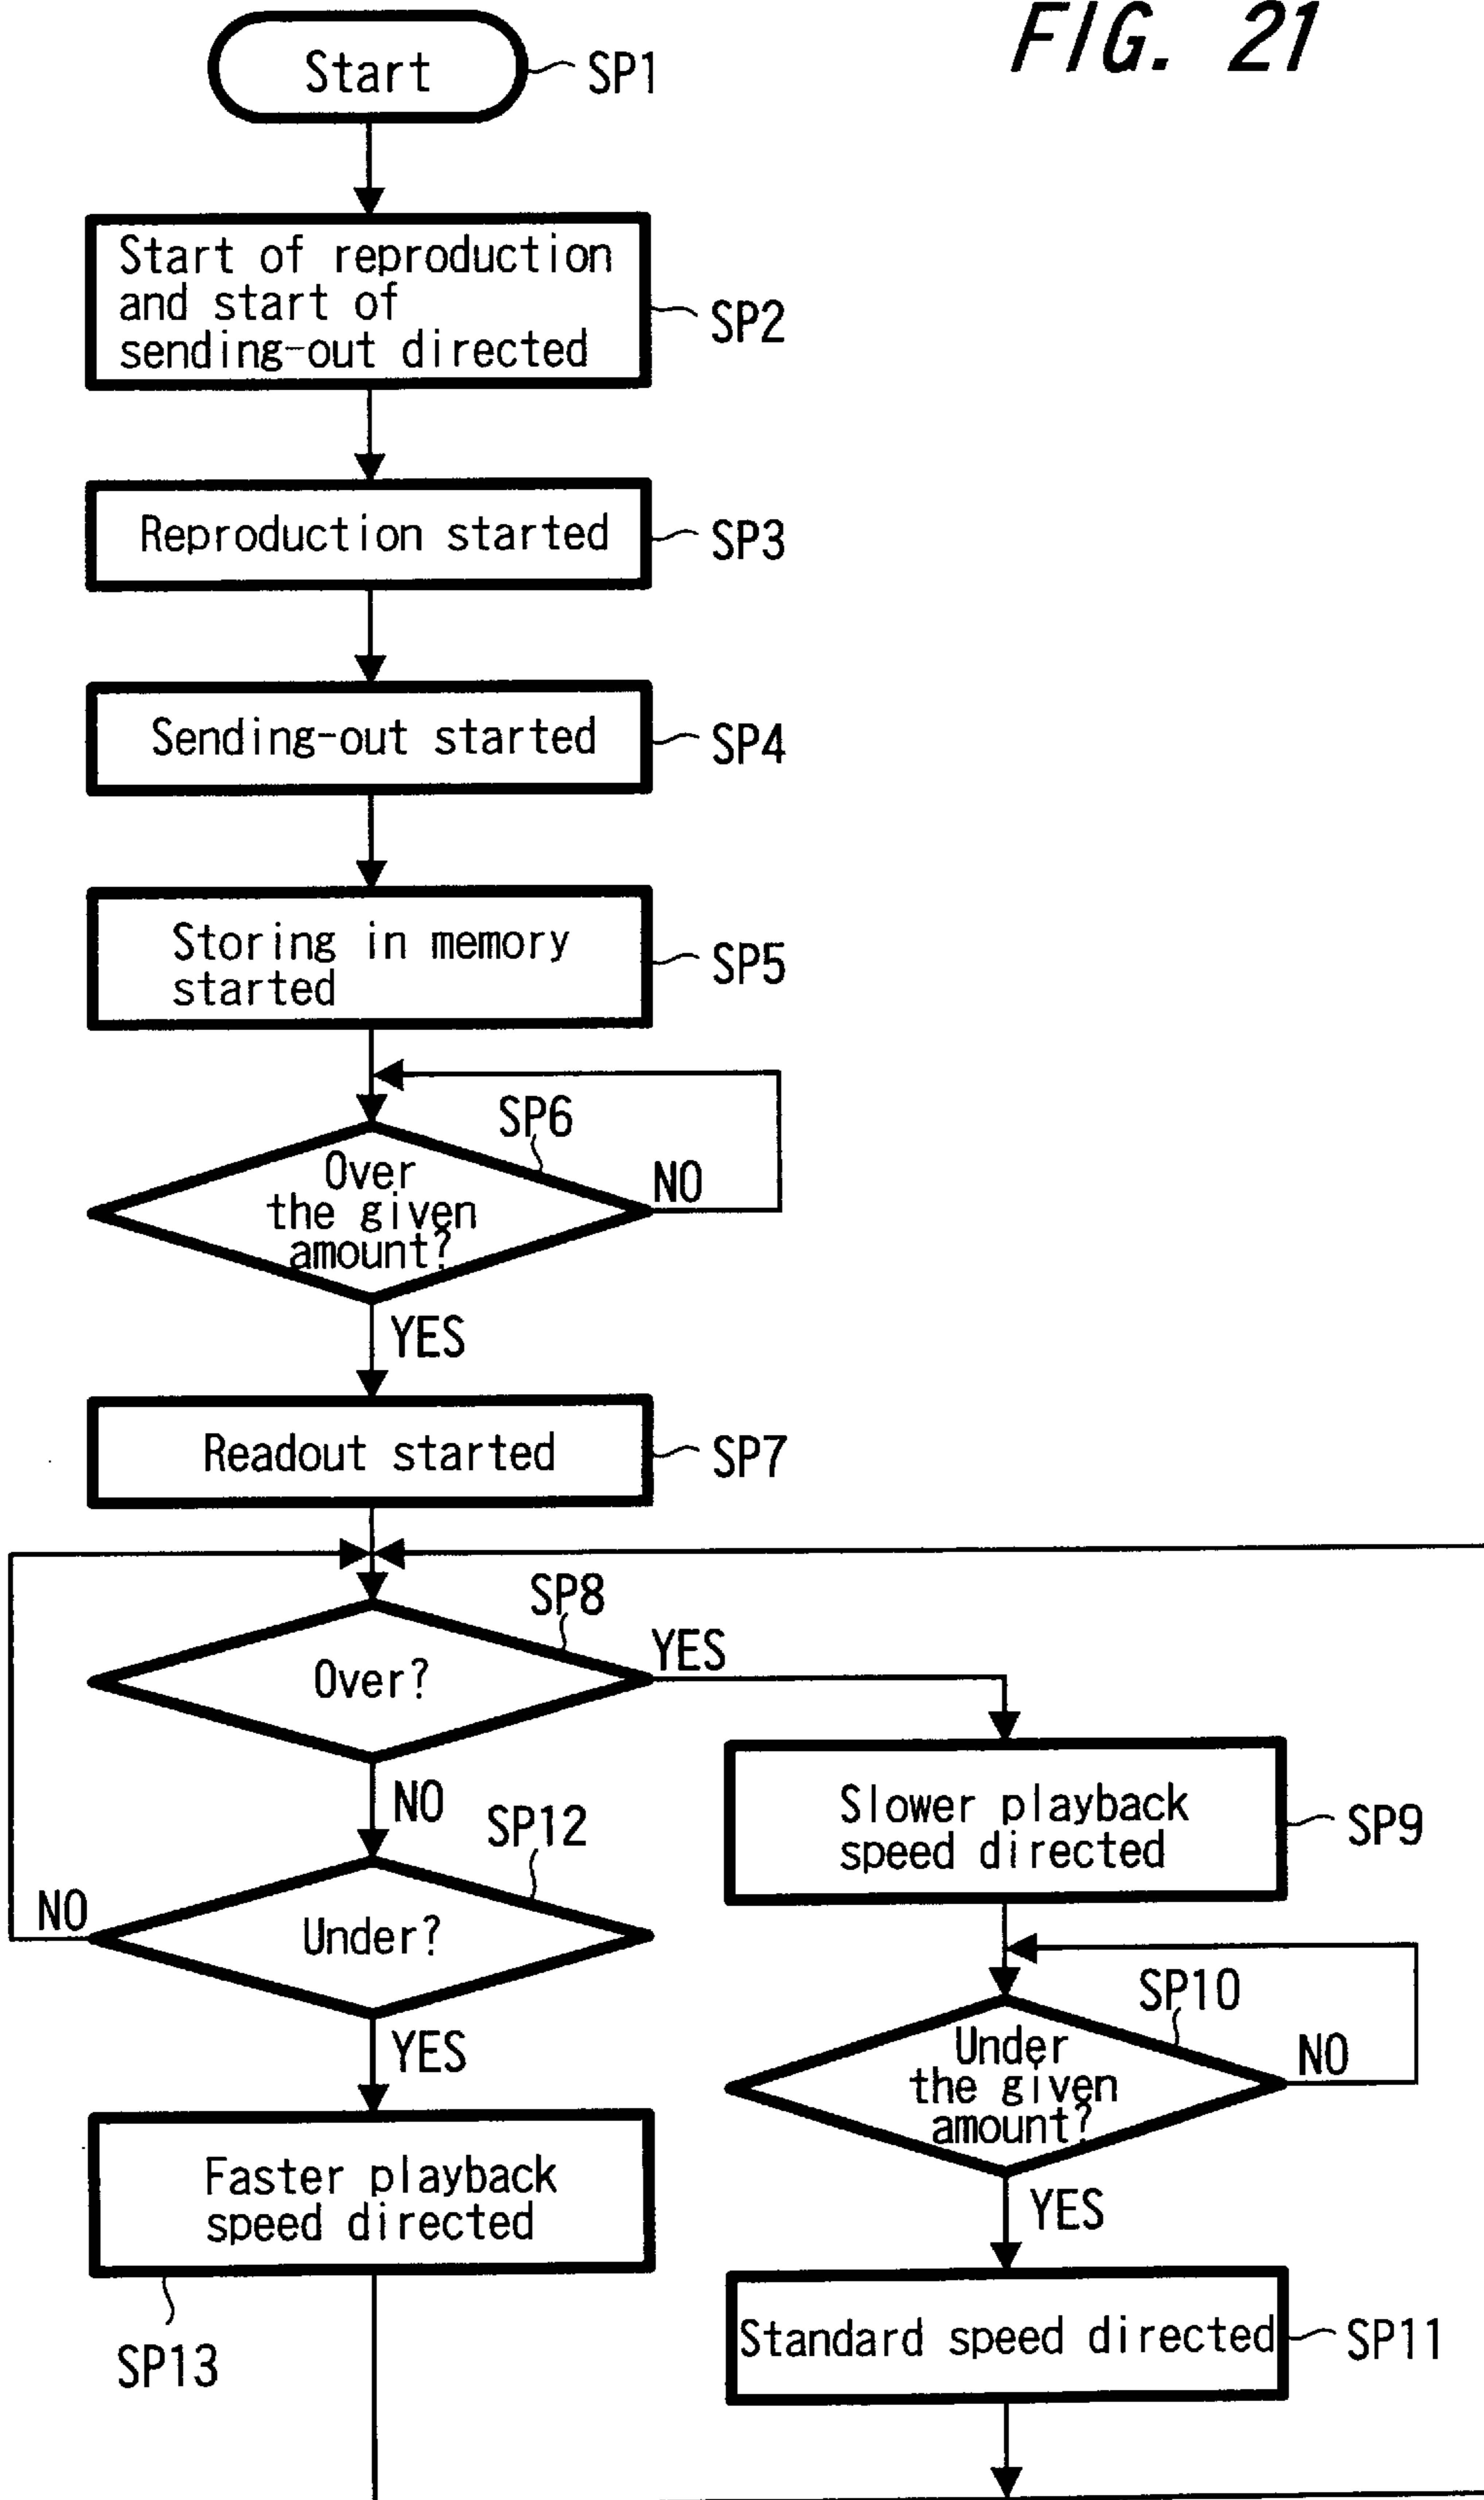 FIG. 21
Start
SP1
Start of reproduction
and start of
sending-out directed
SP2
Reproduction started
SP3
Sending-out started
SP4
Storing in memory
started
SP5
SP6
Over
the given
amount?
NO
YES
Readout started
SP7
SP8
Over?
YES
NO
Slower playback
speed directed
SP9
SP12
Under?
NO
YES
SP10
Under
the given
amount?
NO
YES
Faster playback
speed directed
SP13
Standard speed directed
SP11